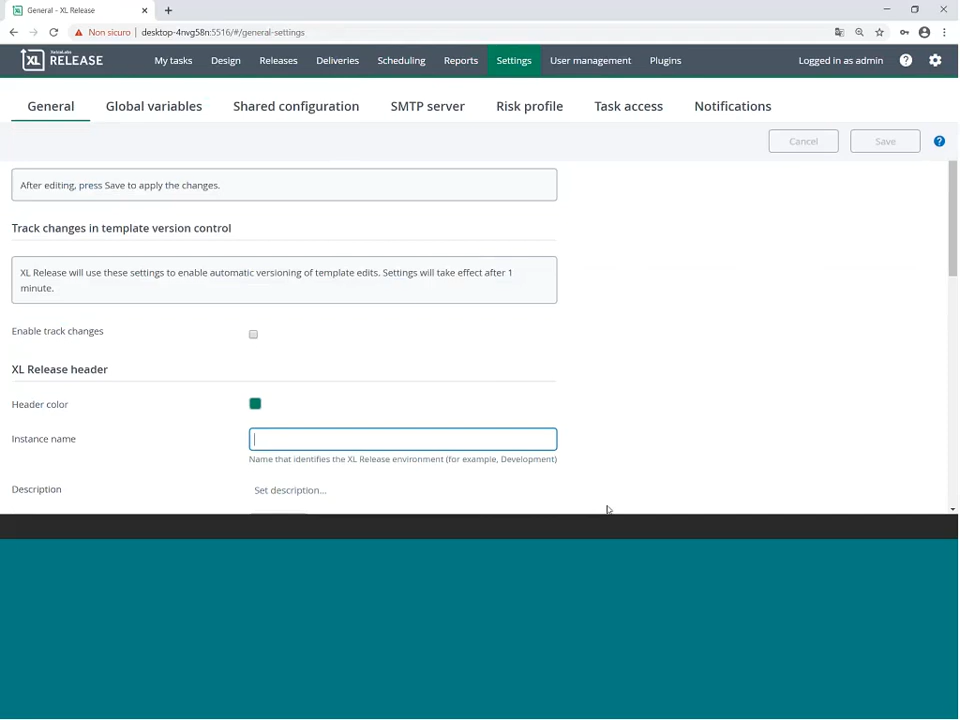 General - XL Release
Non sicuro | desktop-4nvg58n:5516/#/general-settings
XebiaLabs
XL RELEASE
My tasks Design Releases Deliveries Scheduling Reports Settings User management Plugins Logged in as admin
General Global variables Shared configuration SMTP server Risk profile Task access Notifications
Cancel Save
After editing, press Save to apply the changes.
Track changes in template version control
XL Release will use these settings to enable automatic versioning of template edits. Settings will take effect after 1
minute.
Enable track changes
XL Release header
Header color
Instance name
Name that identifies the XL Release environment (for example, Development)
Description
Set description...